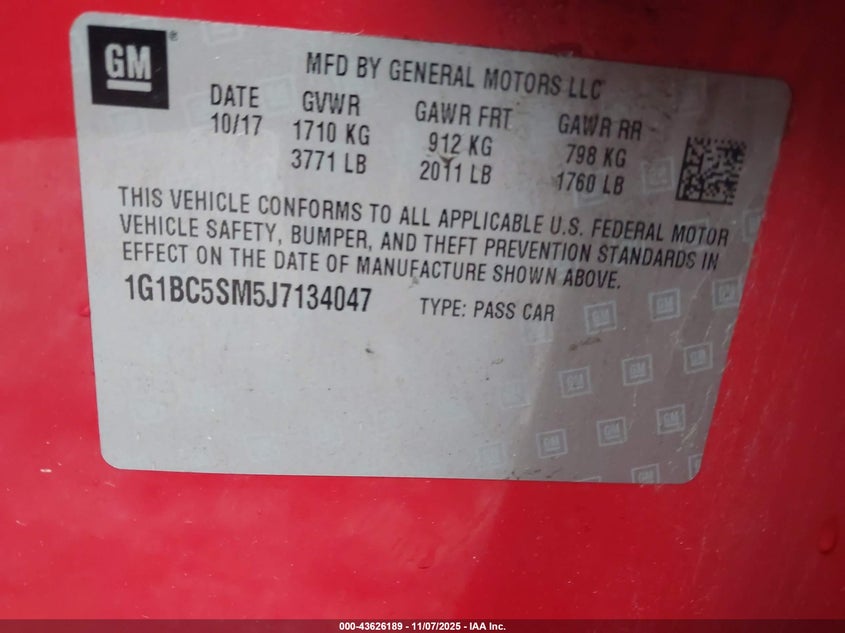 GM®
MFD BY GENERAL MOTORS LLC
DATE GVWR GAWR FRT GAWR RR
10/17 1710 KG 912 KG 798 KG
3771 LB 2011 LB 1760 LB
THIS VEHICLE CONFORMS TO ALL APPLICABLE U.S. FEDERAL MOTOR
VEHICLE SAFETY, BUMPER, AND THEFT PREVENTION STANDARDS IN
EFFECT ON THE DATE OF MANUFACTURE SHOWN ABOVE.
1G1BC5SM5J7134047 TYPE: PASS CAR
000-43626189 - 11/07/2025 - IAA Inc.